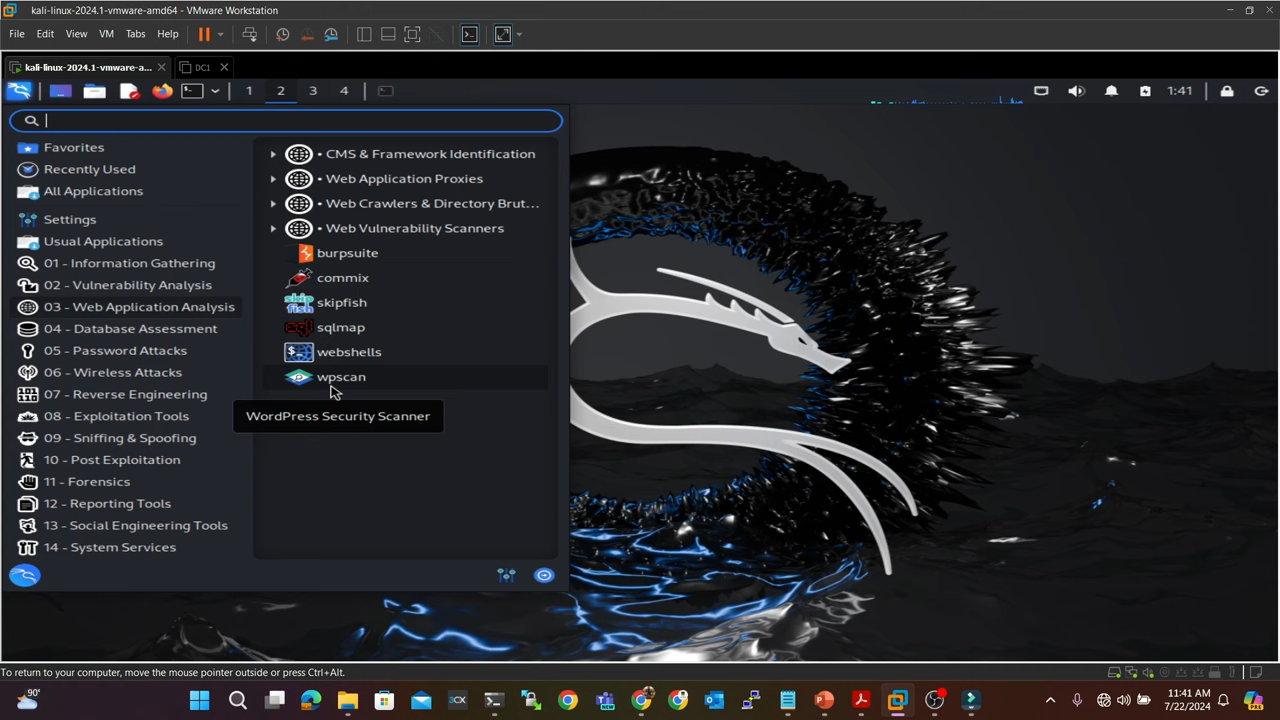 kali-linux-2024.1-vmware-amd64 - VMware Workstation
File Edit View VM Tabs Help
kali-linux-2024.1-vmware-a... DC1
1 2 3 4 1:41
Favorites
Recently Used
All Applications
Settings
Usual Applications
01 - Information Gathering
02 - Vulnerability Analysis
03 - Web Application Analysis
04 - Database Assessment
05 - Password Attacks
06 - Wireless Attacks
07 - Reverse Engineering
08 - Exploitation Tools
09 - Sniffing & Spoofing
10 - Post Exploitation
11 - Forensics
12 - Reporting Tools
13 - Social Engineering Tools
14 - System Services
• CMS & Framework Identification
• Web Application Proxies
• Web Crawlers & Directory Brut...
• Web Vulnerability Scanners
burpsuite
commix
skip
fish
skipfish
sql
sqlmap
webshells
wpscan
WordPress Security Scanner
To return to your computer, move the mouse pointer outside or press Ctrl+Alt.
90°
11:41 AM
7/22/2024